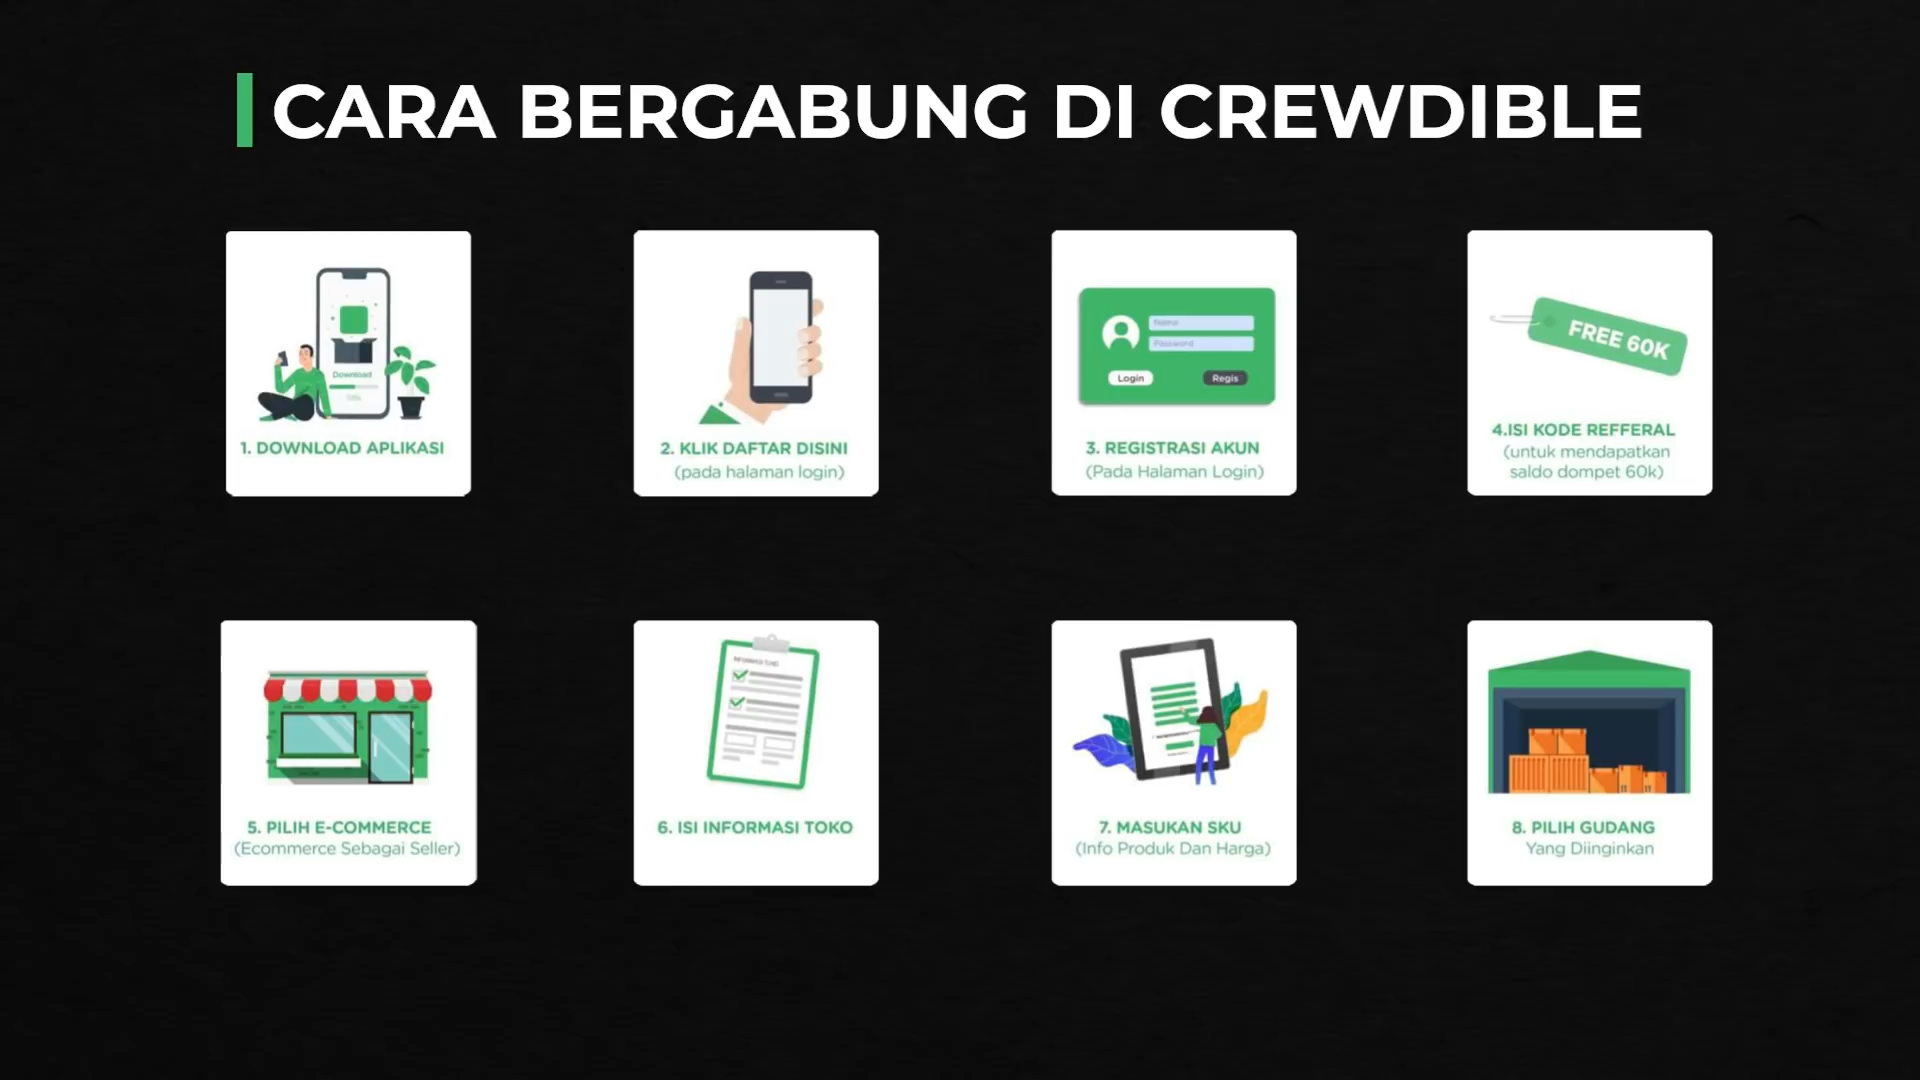 CARA BERGABUNG DI CREWDIBLE
Download
1. DOWNLOAD APLIKASI
2. KLIK DAFTAR DISINI
(pada halaman login)
Name
Password
Login
Regis
3. REGISTRASI AKUN
(Pada Halaman Login)
FREE 60K
4.ISI KODE REFFERAL
(untuk mendapatkan
saldo dompet 60k)
5. PILIH E-COMMERCE
(Ecommerce Sebagai Seller)
6. ISI INFORMASI TOKO
7. MASUKAN SKU
(Info Produk Dan Harga)
8. PILIH GUDANG
Yang Diinginkan